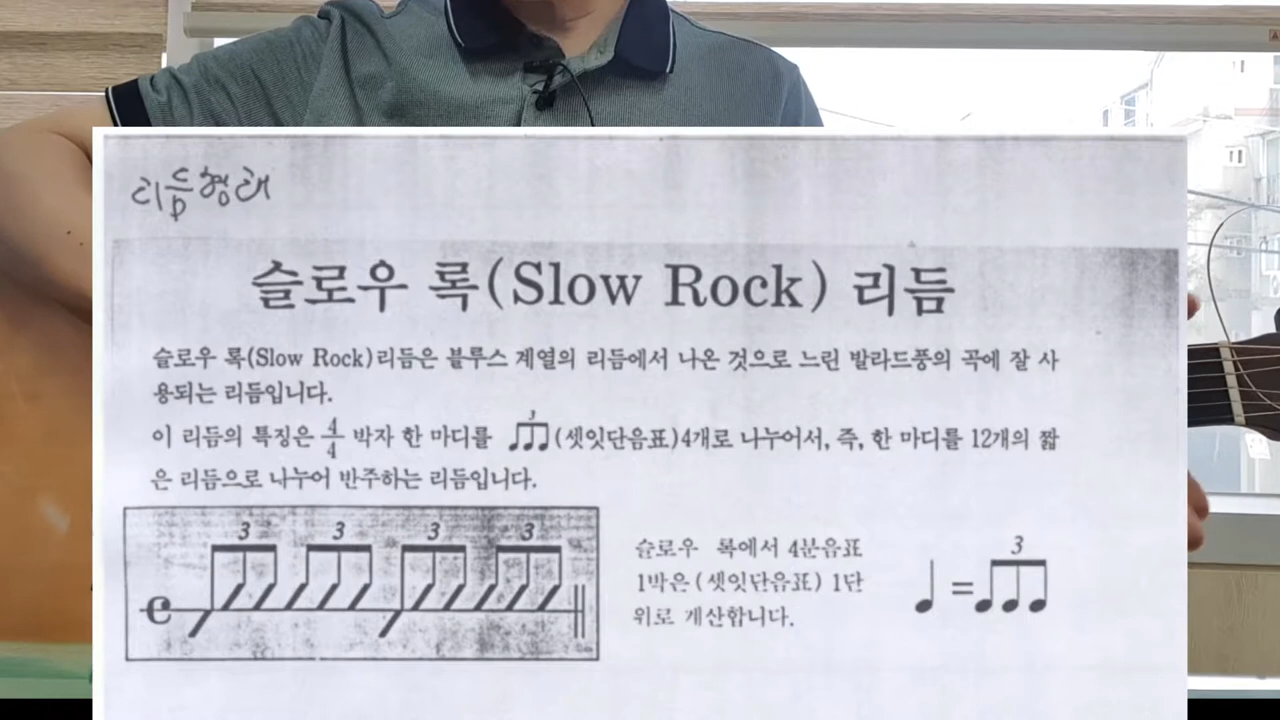 리듬형태
슬로우 록(Slow Rock) 리듬
슬로우 록(Slow Rock)리듬은 블루스 계열의 리듬에서 나온 것으로 느린 발라드풍의 곡에 잘 사
용되는 리듬입니다.
이 리듬의 특징은 4/4 박자 한 마디를 3 (셋잇단음표)4개로 나누어서, 즉, 한 마디를 12개의 짧
은 리듬으로 나누어 반주하는 리듬입니다.
3 3 3 3
슬로우 록에서 4분음표
1박은 (셋잇단음표) 1단
위로 계산합니다.
3
=